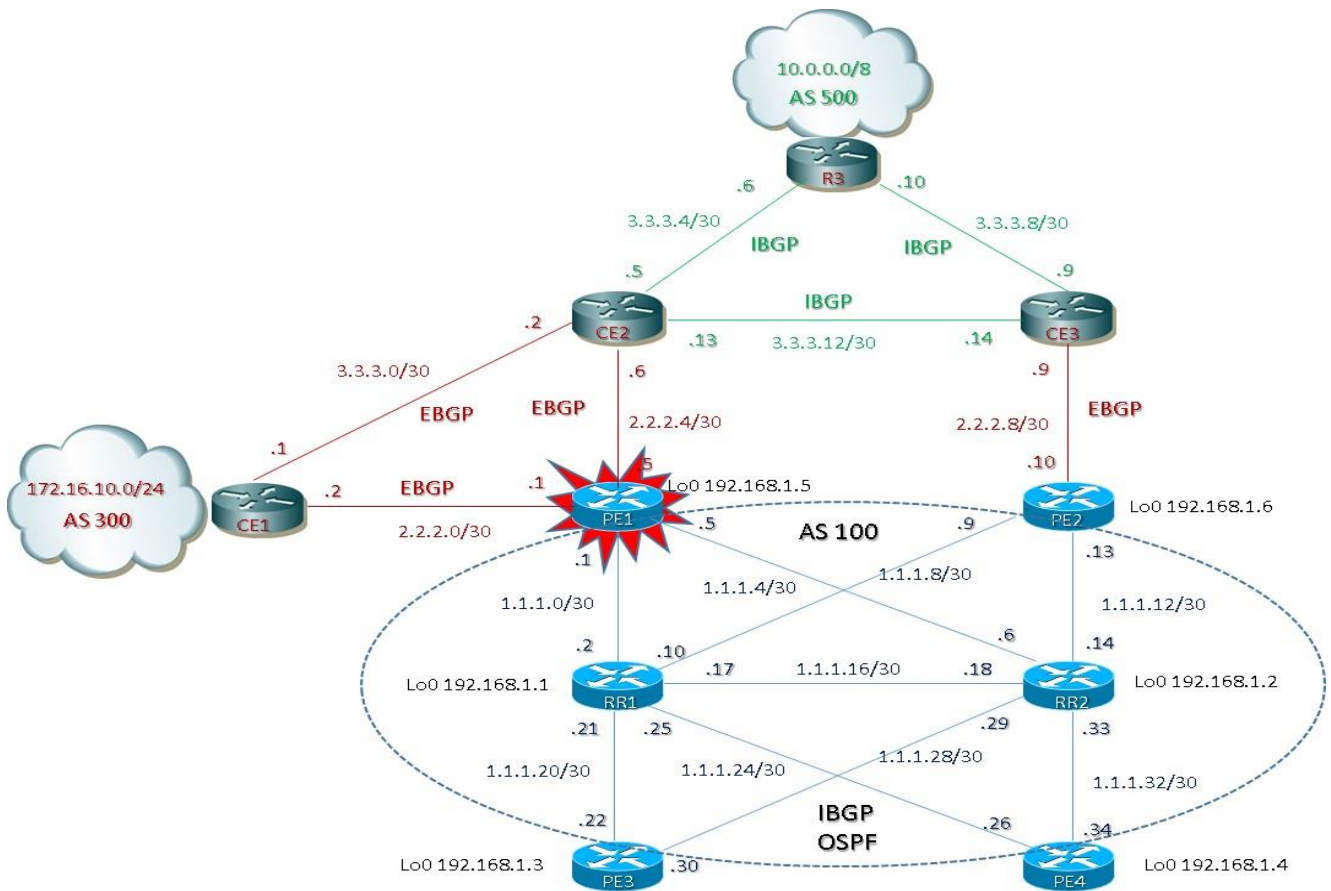 10.0.0.0/8
AS 500
R3
.6
.10
3.3.3.4/30
3.3.3.8/30
IBGP
IBGP
.5
.9
IBGP
.2
CE2
CE3
.13
3.3.3.12/30
.14
3.3.3.0/30
.6
.9
EBGP
EBGP
2.2.2.4/30
2.2.2.8/30
EBGP
.1
.5
.10
172.16.10.0/24
AS 300
.2
EBGP
.1
Lo0 192.168.1.5
CE1
PE1
PE2
Lo0 192.168.1.6
2.2.2.0/30
.5
AS 100
.9
.1
.13
1.1.1.0/30
1.1.1.4/30
1.1.1.8/30
1.1.1.12/30
.2
.10
.6
.14
.17
1.1.1.16/30
.18
Lo0 192.168.1.1
RR1
RR2
Lo0 192.168.1.2
.21
.25
.29
.33
1.1.1.20/30
1.1.1.24/30
1.1.1.28/30
1.1.1.32/30
.22
IBGP
OSPF
.26
.34
Lo0 192.168.1.3
PE3
.30
PE4
Lo0 192.168.1.4